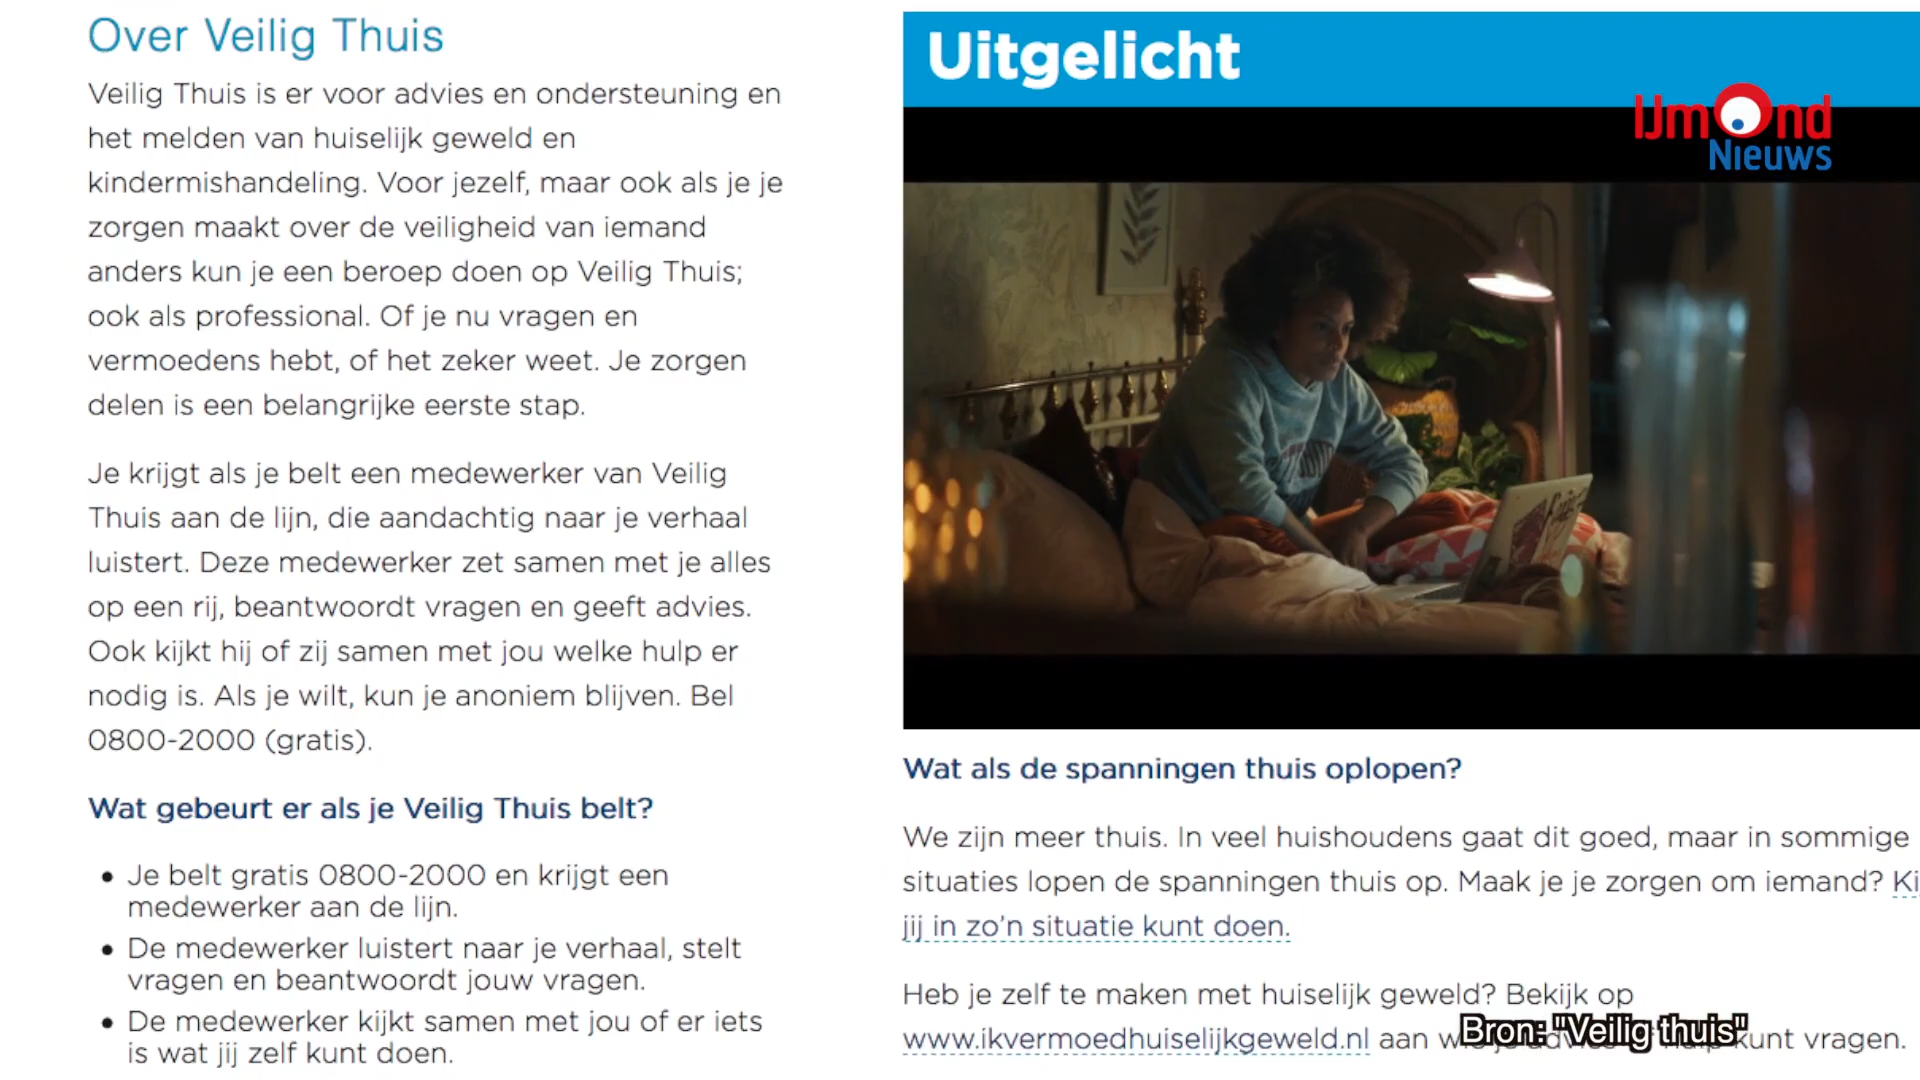 Over Veilig Thuis
Veilig Thuis is er voor advies en ondersteuning en
het melden van huiselijk geweld en
kindermishandeling. Voor jezelf, maar ook als je je
zorgen maakt over de veiligheid van iemand
anders kun je een beroep doen op Veilig Thuis;
ook als professional. Of je nu vragen en
vermoedens hebt, of het zeker weet. Je zorgen
delen is een belangrijke eerste stap.
Je krijgt als je belt een medewerker van Veilig
Thuis aan de lijn, die aandachtig naar je verhaal
luistert. Deze medewerker zet samen met je alles
op een rij, beantwoordt vragen en geeft advies.
Ook kijkt hij of zij samen met jou welke hulp er
nodig is. Als je wilt, kun je anoniem blijven. Bel
0800-2000 (gratis).
Wat gebeurt er als je Veilig Thuis belt?
• Je belt gratis 0800-2000 en krijgt een
medewerker aan de lijn.
• De medewerker luistert naar je verhaal, stelt
vragen en beantwoordt jouw vragen.
• De medewerker kijkt samen met jou of er iets
is wat jij zelf kunt doen.
Uitgelicht
IJmond
Nieuws
Wat als de spanningen thuis oplopen?
We zijn meer thuis. In veel huishoudens gaat dit goed, maar in sommige
situaties lopen de spanningen thuis op. Maak je je zorgen om iemand? Ki
jij in zo'n situatie kunt doen.
Heb je zelf te maken met huiselijk geweld? Bekijk op
www.ikvermoedhuiselijkgeweld.nl aan kunt vragen.
Bron: "Veilig thuis"